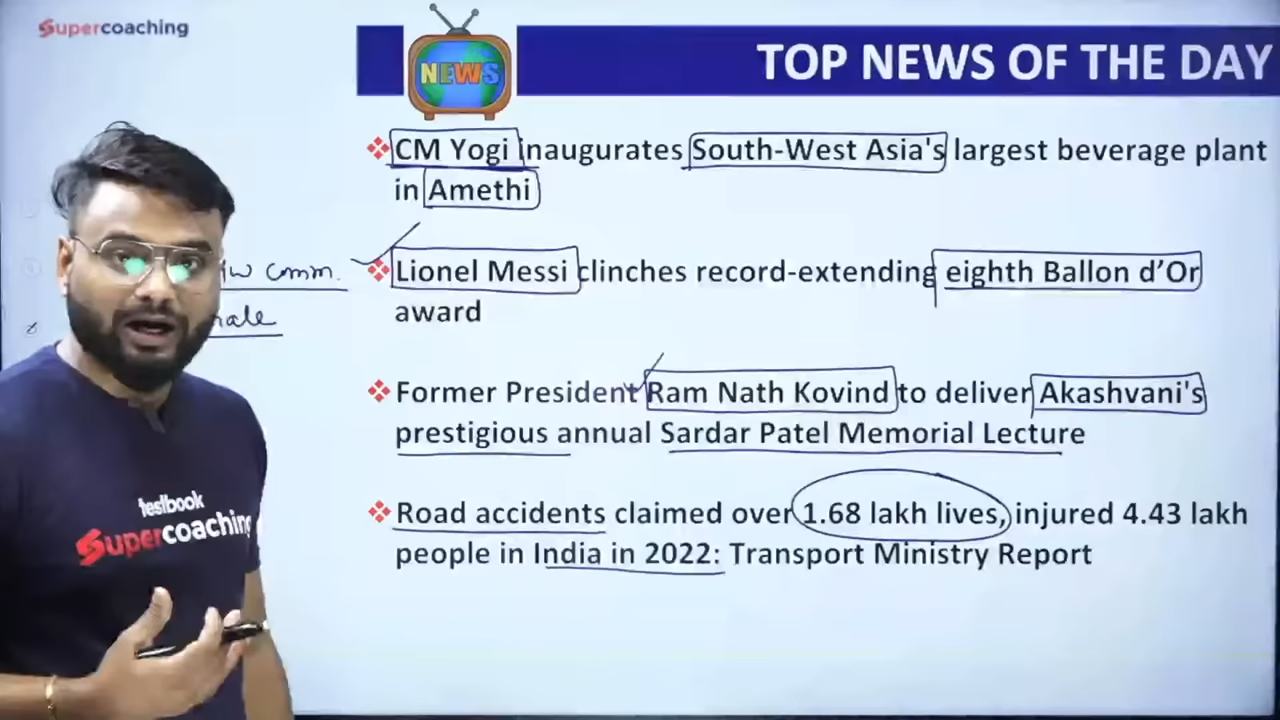 Supercoaching
NEWS
TOP NEWS OF THE DAY
CM Yogi inaugurates South-West Asia's largest beverage plant
in Amethi
comm.
Lionel Messi clinches record-extending eighth Ballon d’Or
award
Former President Ram Nath Kovind to deliver Akashvani's
prestigious annual Sardar Patel Memorial Lecture
Road accidents claimed over 1.68 lakh lives, injured 4.43 lakh
people in India in 2022: Transport Ministry Report
testbook
Supercoaching